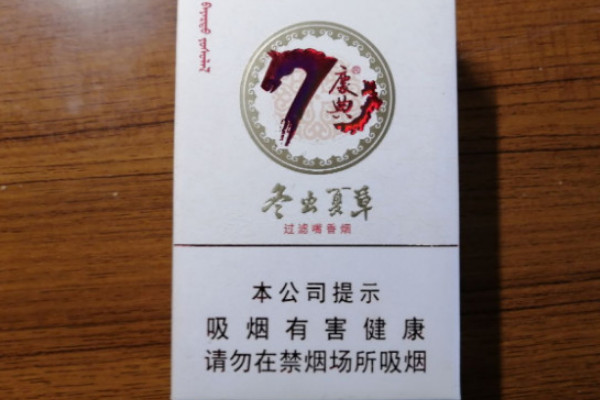 7
庆典
®
冬虫夏草
过滤嘴香烟
本公司提示
吸烟有害健康
请勿在禁烟场所吸烟